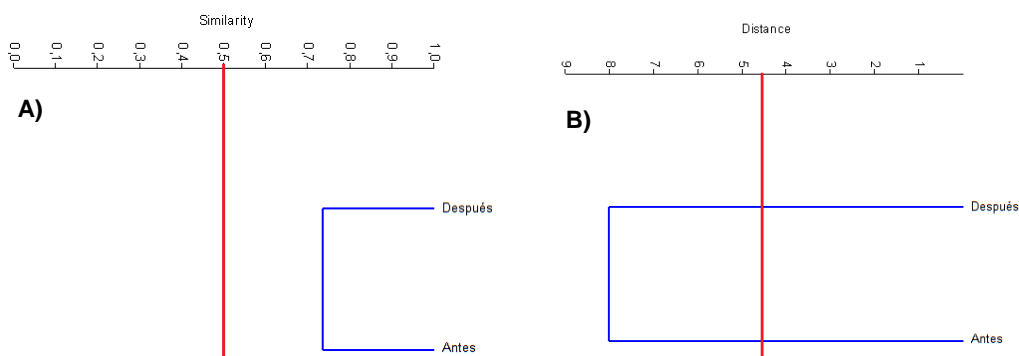 Similarity
0,0 0,1 0,2 0,3 0,4 0,5 0,6 0,7 0,8 0,9 1,0
A)
Después
Antes
Distance
9 8 7 6 5 4 3 2 1
B)
Después
Antes